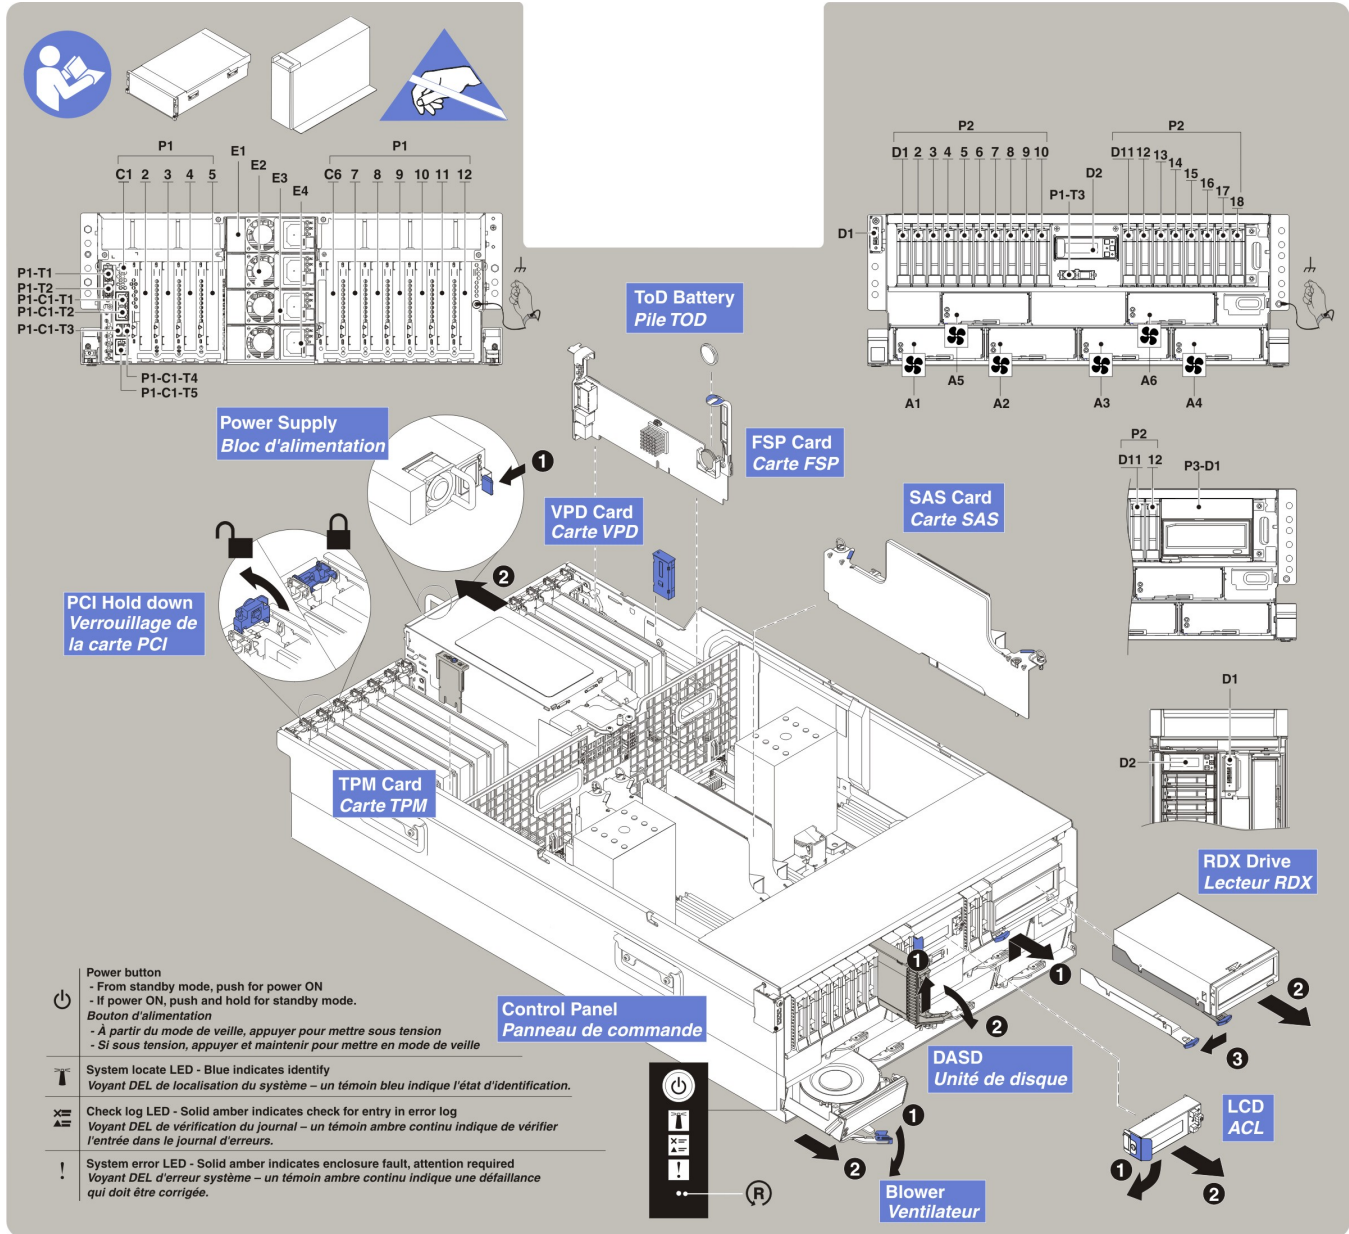 P1
P1
E1
E2
E3
E4
C1 2 3 4 5
C6 7 8 9 10 11 12
P1-T1
P1-T2
P1-C1-T1
P1-C1-T2
P1-C1-T3
P1-C1-T4
P1-C1-T5
P2
P2
D1 2 3 4 5 6 7 8 9 10
D11 12 13 14 15 16 17 18
D2
P1-T3
D1
A5
A6
A1
A2
A3
A4
ToD Battery
Pile TOD
Power Supply
Bloc d'alimentation
1
2
FSP Card
Carte FSP
VPD Card
Carte VPD
SAS Card
Carte SAS
P2
D11 12
P3-D1
PCI Hold down
Verrouillage de
la carte PCI
D1
D2
TPM Card
Carte TPM
RDX Drive
Lecteur RDX
2
3
1
1
2
Power button
- From standby mode, push for power ON
- If power ON, push and hold for standby mode.
Bouton d'alimentation
- À partir du mode de veille, appuyer pour mettre sous tension
- Si sous tension, appuyer et maintenir pour mettre en mode de veille
System locate LED - Blue indicates identify
Voyant DEL de localisation du système – un témoin bleu indique l'état d'identification.
Check log LED - Solid amber indicates check for entry in error log
Voyant DEL de vérification du journal – un témoin ambre continu indique de vérifier
l'entrée dans le journal d'erreurs.
! System error LED - Solid amber indicates enclosure fault, attention required
Voyant DEL d'erreur système – un témoin ambre continu indique une défaillance
qui doit être corrigée.
Control Panel
Panneau de commande
!
R
DASD
Unité de disque
1
2
Blower
Ventilateur
LCD
ACL
1
2